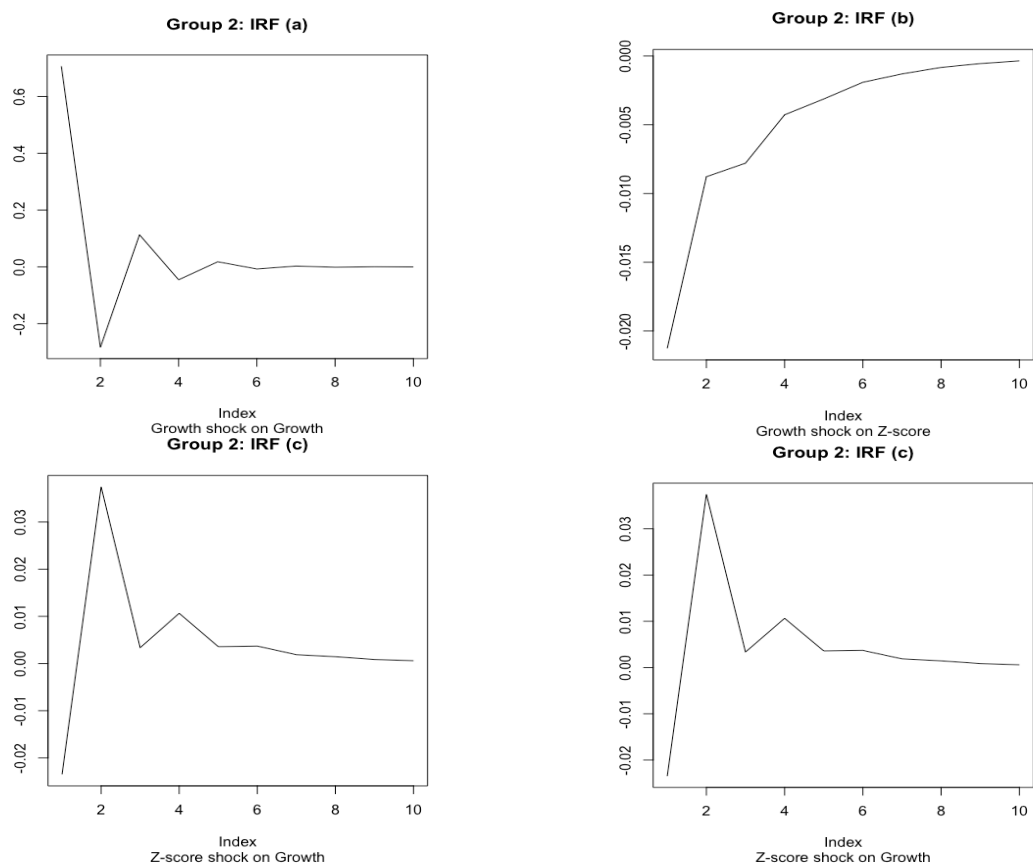 Group 2: IRF (a)
0.6
0.4
0.2
0.0
-0.2
2 4 6 8 10
Index
Growth shock on Growth
Group 2: IRF (b)
0.000
-0.005
-0.010
-0.015
-0.020
2 4 6 8 10
Index
Growth shock on Z-score
Group 2: IRF (c)
0.03
0.02
0.01
0.00
-0.01
-0.02
2 4 6 8 10
Index
Z-score shock on Growth
Group 2: IRF (c)
0.03
0.02
0.01
0.00
-0.01
-0.02
2 4 6 8 10
Index
Z-score shock on Growth